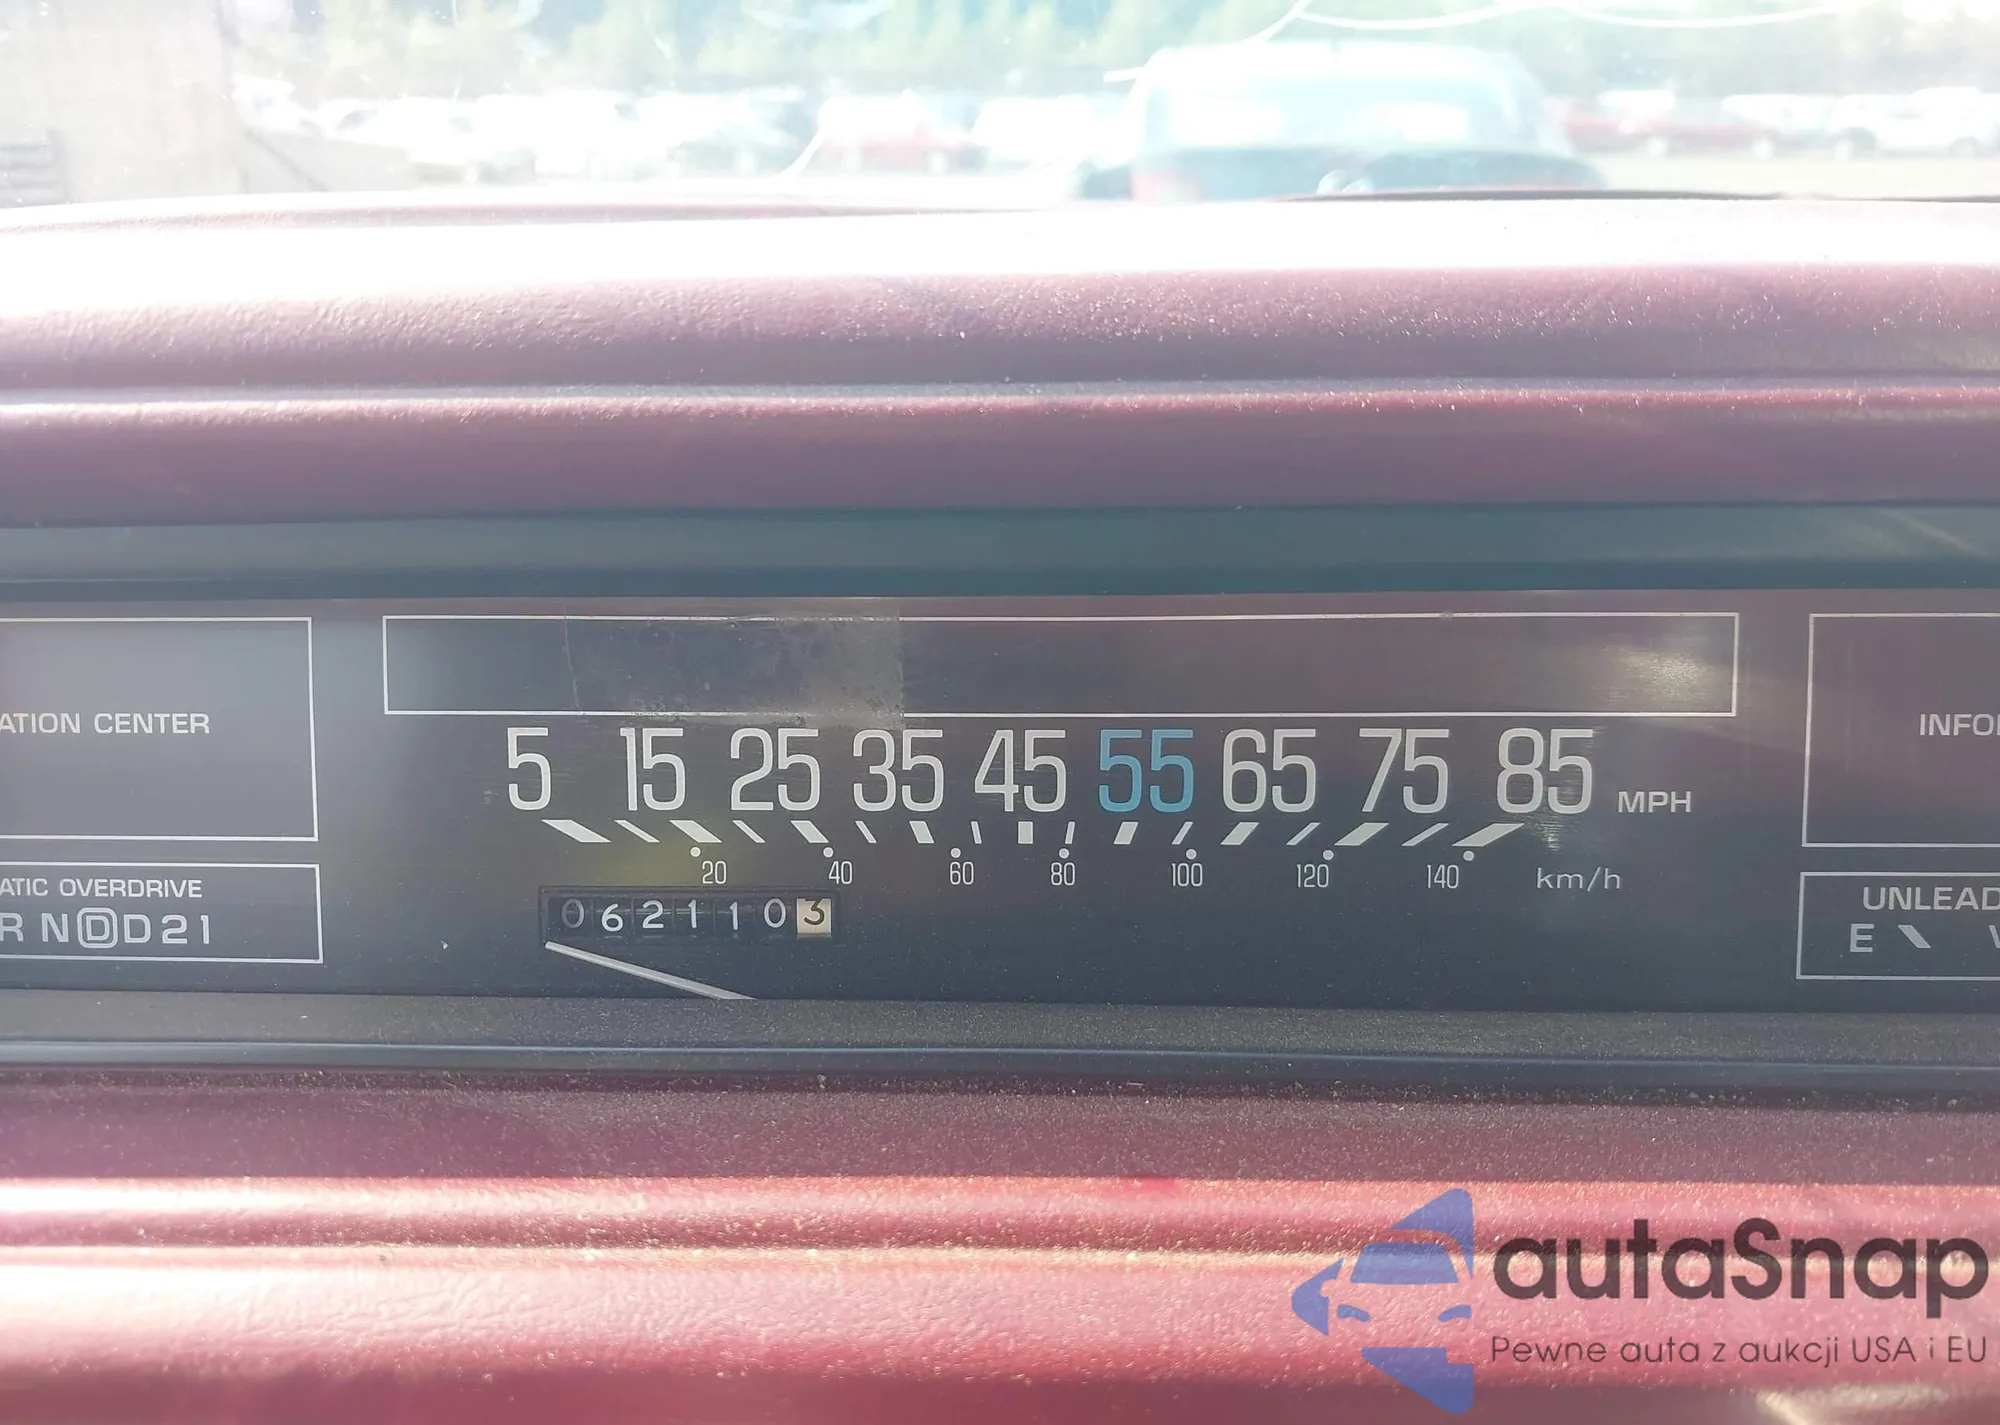 ATION CENTER
INFO
5 15 25 35 45 55 65 75 85 MPH
20 40 60 80 100 120 140 km/h
0621103
ATIC OVERDRIVE
R N D D 2 1
UNLEAD
E
autaSnap
Pewne auta z aukcji USA i EU